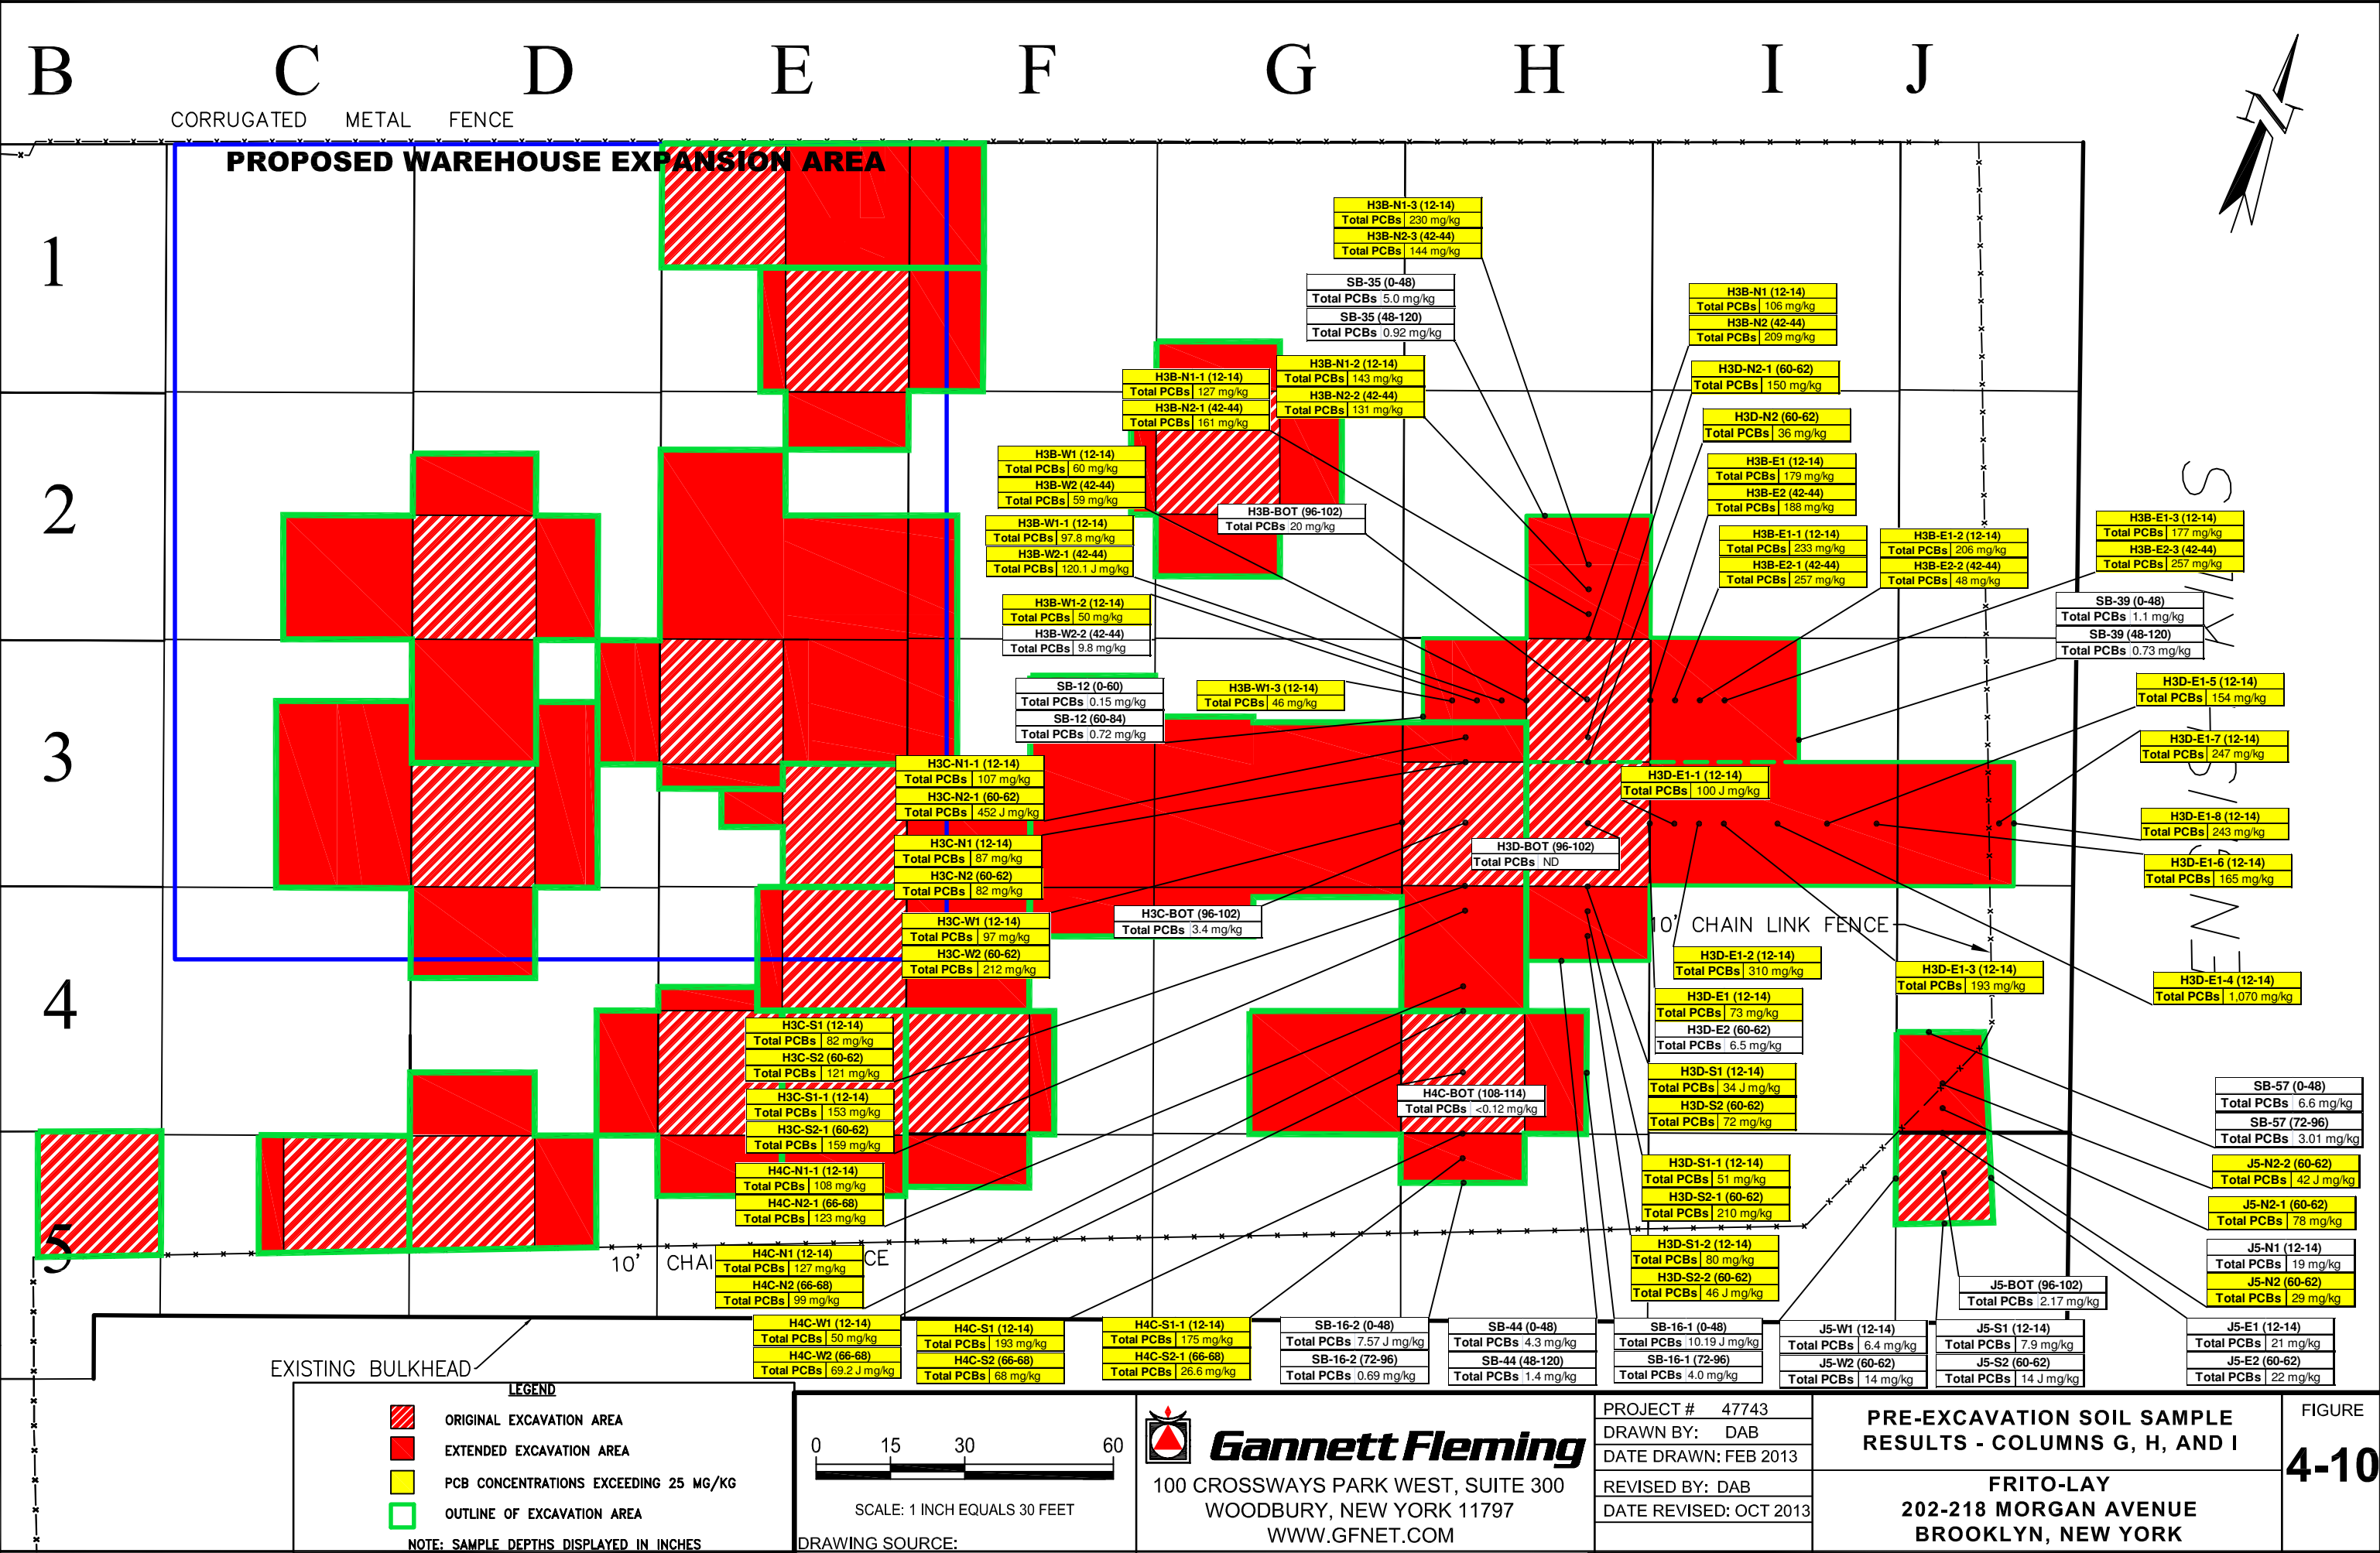 B C D E F G H I J
CORRUGATED METAL FENCE
PROPOSED WAREHOUSE EXPANSION AREA
N
1
2
3
4
5
H3B-N1-3 (12-14)
Total PCBs 230 mg/kg
H3B-N2-3 (42-44)
Total PCBs 144 mg/kg
SB-35 (0-48)
Total PCBs 5.0 mg/kg
SB-35 (48-120)
Total PCBs 0.92 mg/kg
H3B-N1 (12-14)
Total PCBs 106 mg/kg
H3B-N2 (42-44)
Total PCBs 209 mg/kg
H3B-N1-1 (12-14)
Total PCBs 127 mg/kg
H3B-N2-1 (42-44)
Total PCBs 161 mg/kg
H3B-N1-2 (12-14)
Total PCBs 143 mg/kg
H3B-N2-2 (42-44)
Total PCBs 131 mg/kg
H3D-N2-1 (60-62)
Total PCBs 150 mg/kg
H3D-N2 (60-62)
Total PCBs 36 mg/kg
H3B-W1 (12-14)
Total PCBs 60 mg/kg
H3B-W2 (42-44)
Total PCBs 59 mg/kg
H3B-E1 (12-14)
Total PCBs 179 mg/kg
H3B-E2 (42-44)
Total PCBs 188 mg/kg
H3B-BOT (96-102)
Total PCBs 20 mg/kg
H3B-W1-1 (12-14)
Total PCBs 97.8 mg/kg
H3B-W2-1 (42-44)
Total PCBs 120.1 J mg/kg
H3B-E1-1 (12-14)
Total PCBs 233 mg/kg
H3B-E2-1 (42-44)
Total PCBs 257 mg/kg
H3B-E1-2 (12-14)
Total PCBs 206 mg/kg
H3B-E2-2 (42-44)
Total PCBs 48 mg/kg
H3B-E1-3 (12-14)
Total PCBs 177 mg/kg
H3B-E2-3 (42-44)
Total PCBs 257 mg/kg
H3B-W1-2 (12-14)
Total PCBs 50 mg/kg
H3B-W2-2 (42-44)
Total PCBs 9.8 mg/kg
SB-39 (0-48)
Total PCBs 1.1 mg/kg
SB-39 (48-120)
Total PCBs 0.73 mg/kg
SB-12 (0-60)
Total PCBs 0.15 mg/kg
SB-12 (60-84)
Total PCBs 0.72 mg/kg
H3B-W1-3 (12-14)
Total PCBs 46 mg/kg
H3D-E1-5 (12-14)
Total PCBs 154 mg/kg
H3D-E1-7 (12-14)
Total PCBs 247 mg/kg
H3C-N1-1 (12-14)
Total PCBs 107 mg/kg
H3C-N2-1 (60-62)
Total PCBs 452 J mg/kg
H3D-E1-1 (12-14)
Total PCBs 100 J mg/kg
H3D-E1-8 (12-14)
Total PCBs 243 mg/kg
H3C-N1 (12-14)
Total PCBs 87 mg/kg
H3C-N2 (60-62)
Total PCBs 82 mg/kg
H3D-BOT (96-102)
Total PCBs ND
H3D-E1-6 (12-14)
Total PCBs 165 mg/kg
H3C-W1 (12-14)
Total PCBs 97 mg/kg
H3C-W2 (60-62)
Total PCBs 212 mg/kg
H3C-BOT (96-102)
Total PCBs 3.4 mg/kg
10' CHAIN LINK FENCE
H3D-E1-2 (12-14)
Total PCBs 310 mg/kg
H3D-E1-3 (12-14)
Total PCBs 193 mg/kg
H3D-E1-4 (12-14)
Total PCBs 1,070 mg/kg
H3D-E1 (12-14)
Total PCBs 73 mg/kg
H3D-E2 (60-62)
Total PCBs 6.5 mg/kg
H3C-S1 (12-14)
Total PCBs 82 mg/kg
H3C-S2 (60-62)
Total PCBs 121 mg/kg
H3D-S1 (12-14)
Total PCBs 34 J mg/kg
H3D-S2 (60-62)
Total PCBs 72 mg/kg
H4C-BOT (108-114)
Total PCBs <0.12 mg/kg
SB-57 (0-48)
Total PCBs 6.6 mg/kg
SB-57 (72-96)
Total PCBs 3.01 mg/kg
H3C-S1-1 (12-14)
Total PCBs 153 mg/kg
H3C-S2-1 (60-62)
Total PCBs 159 mg/kg
H3D-S1-1 (12-14)
Total PCBs 51 mg/kg
H3D-S2-1 (60-62)
Total PCBs 210 mg/kg
J5-N2-2 (60-62)
Total PCBs 42 J mg/kg
J5-N2-1 (60-62)
Total PCBs 78 mg/kg
H4C-N1-1 (12-14)
Total PCBs 108 mg/kg
H4C-N2-1 (66-68)
Total PCBs 123 mg/kg
J5-N1 (12-14)
Total PCBs 19 mg/kg
J5-N2 (60-62)
Total PCBs 29 mg/kg
H3D-S1-2 (12-14)
Total PCBs 80 mg/kg
H3D-S2-2 (60-62)
Total PCBs 46 J mg/kg
10' CHAI CE
H4C-N1 (12-14)
Total PCBs 127 mg/kg
H4C-N2 (66-68)
Total PCBs 99 mg/kg
J5-BOT (96-102)
Total PCBs 2.17 mg/kg
H4C-W1 (12-14)
Total PCBs 50 mg/kg
H4C-W2 (66-68)
Total PCBs 69.2 J mg/kg
H4C-S1 (12-14)
Total PCBs 193 mg/kg
H4C-S2 (66-68)
Total PCBs 68 mg/kg
H4C-S1-1 (12-14)
Total PCBs 175 mg/kg
H4C-S2-1 (66-68)
Total PCBs 26.6 mg/kg
SB-16-2 (0-48)
Total PCBs 7.57 J mg/kg
SB-16-2 (72-96)
Total PCBs 0.69 mg/kg
SB-44 (0-48)
Total PCBs 4.3 mg/kg
SB-44 (48-120)
Total PCBs 1.4 mg/kg
SB-16-1 (0-48)
Total PCBs 10.19 J mg/kg
SB-16-1 (72-96)
Total PCBs 4.0 mg/kg
J5-W1 (12-14)
Total PCBs 6.4 mg/kg
J5-W2 (60-62)
Total PCBs 14 mg/kg
J5-S1 (12-14)
Total PCBs 7.9 mg/kg
J5-S2 (60-62)
Total PCBs 14 J mg/kg
J5-E1 (12-14)
Total PCBs 21 mg/kg
J5-E2 (60-62)
Total PCBs 22 mg/kg
EXISTING BULKHEAD
LEGEND
ORIGINAL EXCAVATION AREA
EXTENDED EXCAVATION AREA
PCB CONCENTRATIONS EXCEEDING 25 MG/KG
OUTLINE OF EXCAVATION AREA
NOTE: SAMPLE DEPTHS DISPLAYED IN INCHES
0 15 30 60
SCALE: 1 INCH EQUALS 30 FEET
DRAWING SOURCE:
Gannett Fleming
100 CROSSWAYS PARK WEST, SUITE 300
WOODBURY, NEW YORK 11797
WWW.GFNET.COM
PROJECT # 47743
DRAWN BY: DAB
DATE DRAWN: FEB 2013
REVISED BY: DAB
DATE REVISED: OCT 2013
PRE-EXCAVATION SOIL SAMPLE
RESULTS - COLUMNS G, H, AND I
FRITO-LAY
202-218 MORGAN AVENUE
BROOKLYN, NEW YORK
FIGURE
4-10